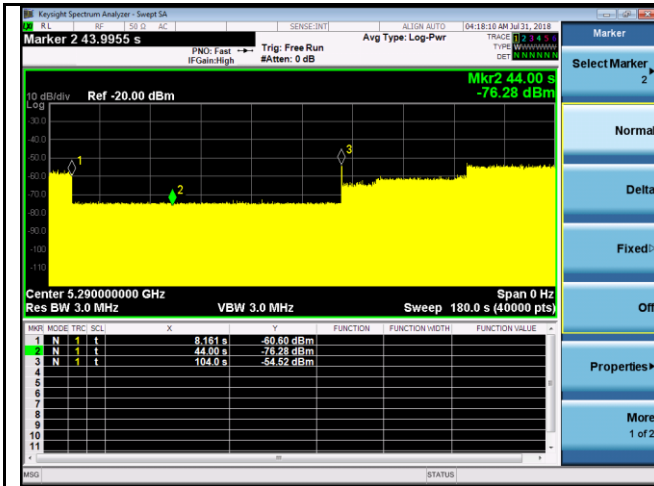 Keysight Spectrum Analyzer - Swept SA
RL RF 50 Ω AC SENSE:INT ALIGN AUTO 04:18:10 AM Jul 31, 2018
Marker 2 43.9955 s
PNO: Fast Trig: Free Run Avg Type: Log-Pwr
IFGain:High #Atten: 0 dB
TRACE 1 2 3 4 5 6
TYPE WWWWWW
DET N N N N N N
Mkr2 44.00 s
-76.28 dBm
10 dB/div Ref -20.00 dBm
Log
-30.0
-40.0
-50.0
-60.0
-70.0
-80.0
-90.0
-100
-110
1
2
3
Center 5.290000000 GHz Span 0 Hz
Res BW 3.0 MHz VBW 3.0 MHz Sweep 180.0 s (40000 pts)
MKR MODE TRC SCL X Y FUNCTION FUNCTION WIDTH FUNCTION VALUE
1 N 1 t 8.161 s -60.60 dBm
2 N 1 t 44.00 s -76.28 dBm
3 N 1 t 104.0 s -54.52 dBm
4
5
6
7
8
9
10
11
MSG STATUS
Marker
Select Marker
2
Normal
Delta
Fixed
Off
Properties
More
1 of 2